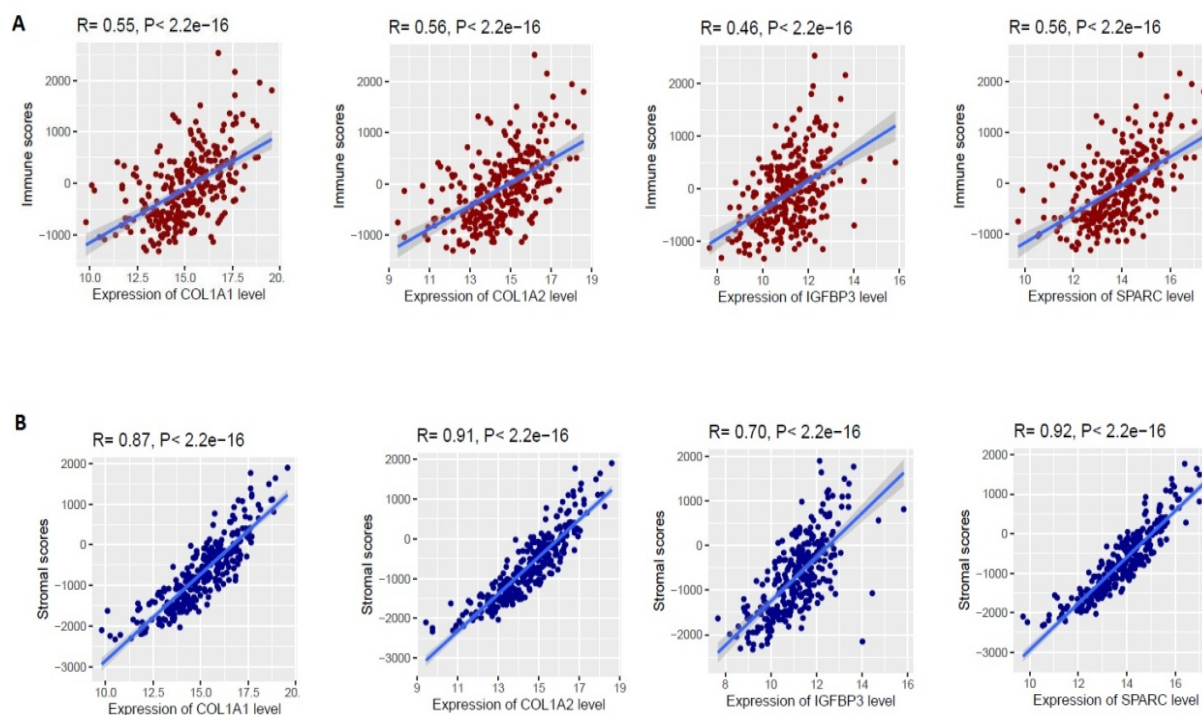 A
R= 0.55, P< 2.2e−16
R= 0.56, P< 2.2e−16
R= 0.46, P< 2.2e−16
R= 0.56, P< 2.2e−16
Immune scores
2000
1000
0
−1000
10.0 12.5 15.0 17.5 20.
Expression of COL1A1 level
Immune scores
2000
1000
0
−1000
9 11 13 15 17 19
Expression of COL1A2 level
Immune scores
2000
1000
0
−1000
8 10 12 14 16
Expression of IGFBP3 level
Immune scores
2000
1000
0
−1000
10 12 14 16
Expression of SPARC level
B
R= 0.87, P< 2.2e−16
R= 0.91, P< 2.2e−16
R= 0.70, P< 2.2e−16
R= 0.92, P< 2.2e−16
Stromal scores
2000
1000
0
−1000
−2000
−3000
10.0 12.5 15.0 17.5 20.
Expression of COL1A1 level
Stromal scores
2000
1000
0
−1000
−2000
−3000
9 11 13 15 17 19
Expression of COL1A2 level
Stromal scores
2000
1000
0
−1000
−2000
8 10 12 14 16
Expression of IGFBP3 level
Stromal scores
2000
1000
0
−1000
−2000
−3000
10 12 14 16
Expression of SPARC level